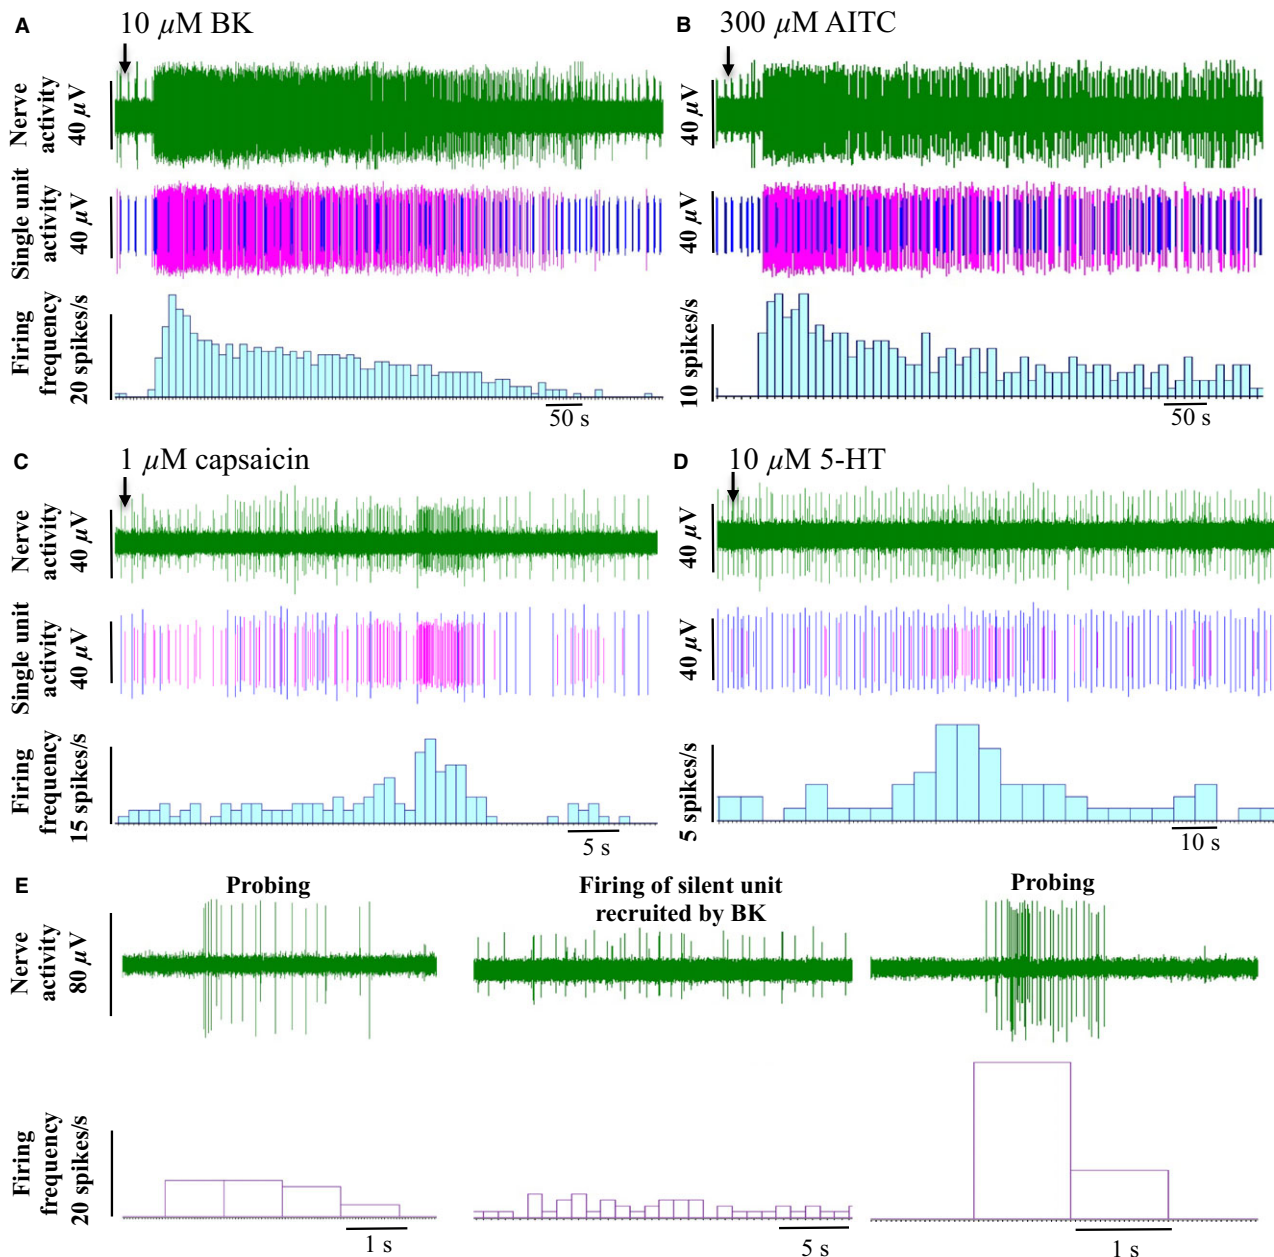 A
10 µM BK
Nerve
activity
40 µV
Single unit
activity
40 µV
Firing
frequency
20 spikes/s
50 s
B
300 µM AITC
40 µV
40 µV
10 spikes/s
50 s
C
1 µM capsaicin
Nerve
activity
40 µV
Single unit
activity
40 µV
Firing
frequency
15 spikes/s
5 s
D
10 µM 5-HT
40 µV
40 µV
5 spikes/s
10 s
E
Probing
Firing of silent unit
recruited by BK
Probing
Nerve
activity
80 µV
Firing
frequency
20 spikes/s
1 s
5 s
1 s